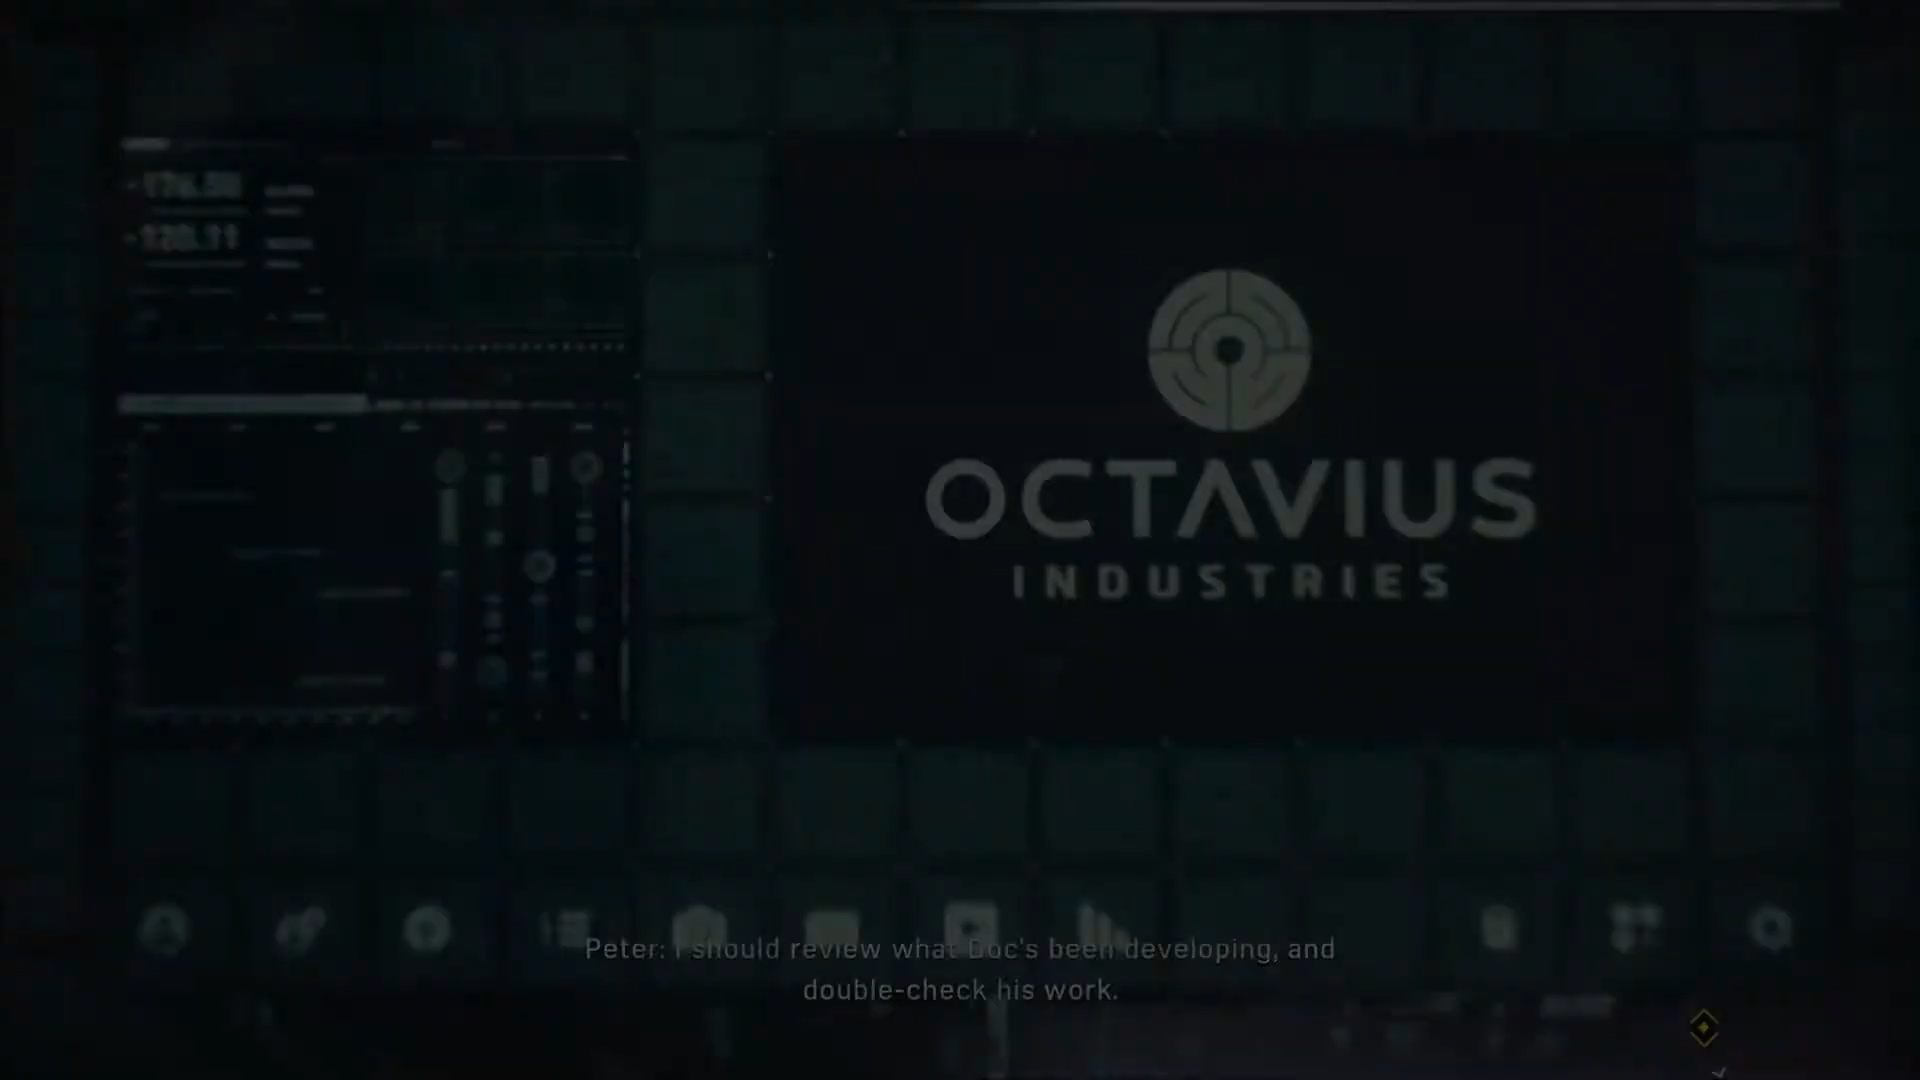 OCTAVIUS
INDUSTRIES
Peter: I should review what Doc's been developing, and
double-check his work.